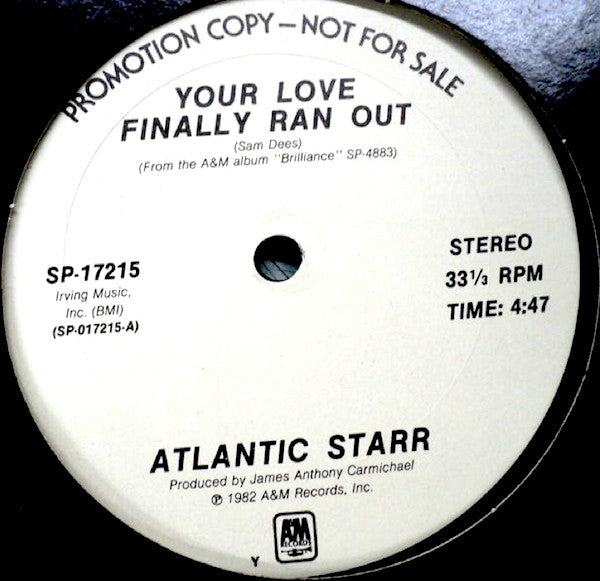 PROMOTION COPY – NOT FOR SALE
YOUR LOVE
FINALLY RAN OUT
(Sam Dees)
(From the A&M album "Brilliance" SP-4883)
SP-17215
Irving Music,
Inc. (BMI)
(SP-017215-A)
STEREO
33⅓ RPM
TIME: 4:47
ATLANTIC STARR
Produced by James Anthony Carmichael
℗ 1982 A&M Records, Inc.
A&M
RECORDS
Y